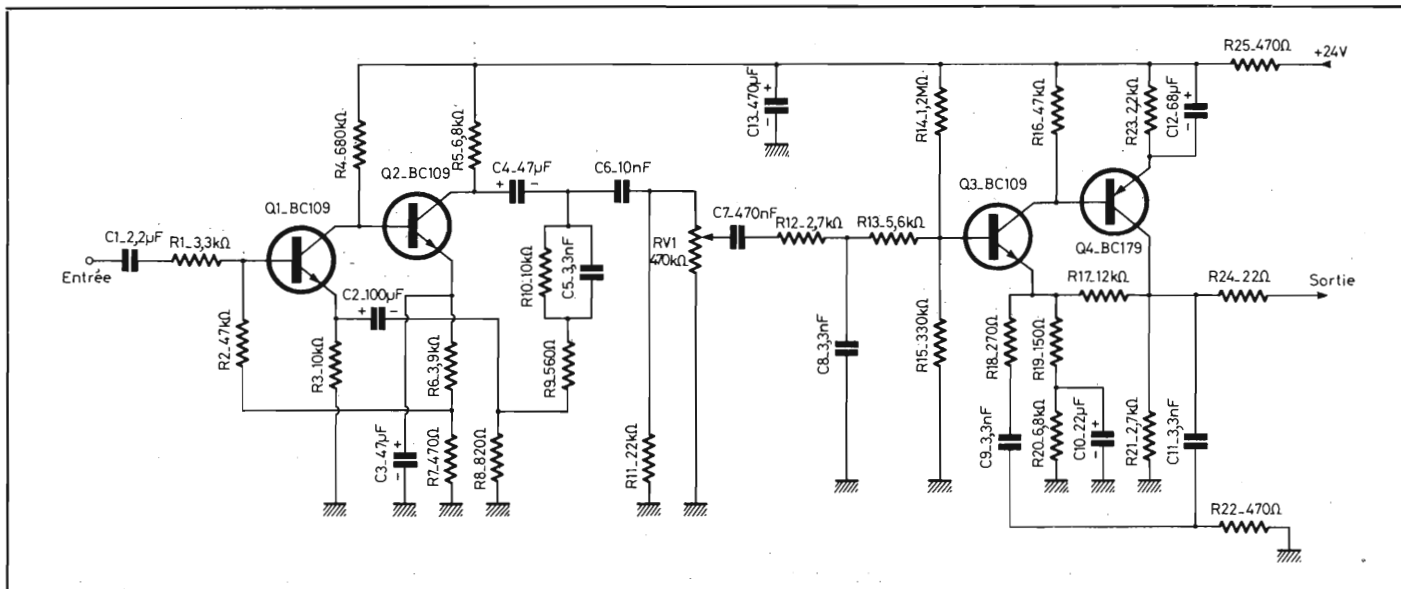 R25_470Ω
+24V
R4_680kΩ
R5_6,8kΩ
C13_470µF
+
-
R14_1,2MΩ
R16_47kΩ
R23_2,2kΩ
C12_68µF
+
-
Q2_BC109
C4_47µF
+ -
C6_10nF
Q3_BC109
Q1_BC109
C7_470nF
R12_2,7kΩ
R13_5,6kΩ
C1_2,2µF
R1_3,3kΩ
RV1
470kΩ
Q4_BC179
Entrée
R10_10kΩ
C5_3,3nF
R17_12kΩ
R24_22Ω
Sortie
C2_100µF
+ -
R2_47kΩ
R3_10kΩ
R6_3,9kΩ
R9_560Ω
C8_3,3nF
R15_330kΩ
R18_270Ω
R19_150Ω
C3_47µF
+
-
R7_470Ω
R8_820Ω
R11_22kΩ
C9_3,3nF
R20_6,8kΩ
C10_22µF
+
-
R21_2,7kΩ
C11_3,3nF
R22_470Ω